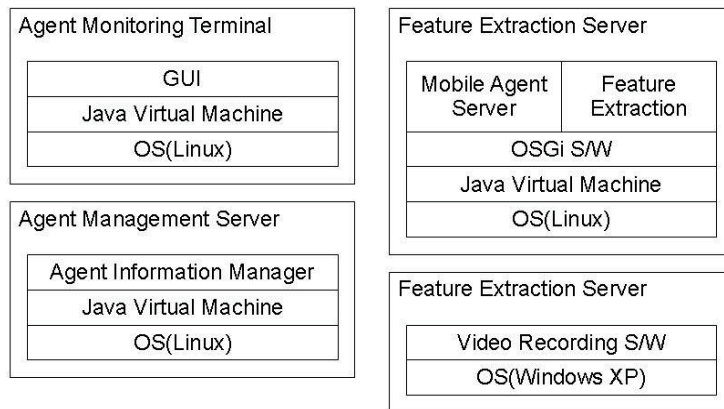 Agent Monitoring Terminal
GUI
Java Virtual Machine
OS(Linux)
Agent Management Server
Agent Information Manager
Java Virtual Machine
OS(Linux)
Feature Extraction Server
Mobile Agent
Server
Feature
Extraction
OSGi S/W
Java Virtual Machine
OS(Linux)
Feature Extraction Server
Video Recording S/W
OS(Windows XP)